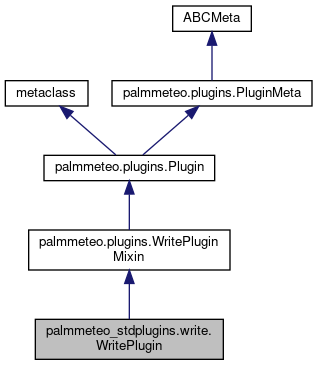 ABCMeta
metaclass
palmmeteo.plugins.PluginMeta
palmmeteo.plugins.Plugin
palmmeteo.plugins.WritePlugin
Mixin
palmmeteo_stdplugins.write.
WritePlugin